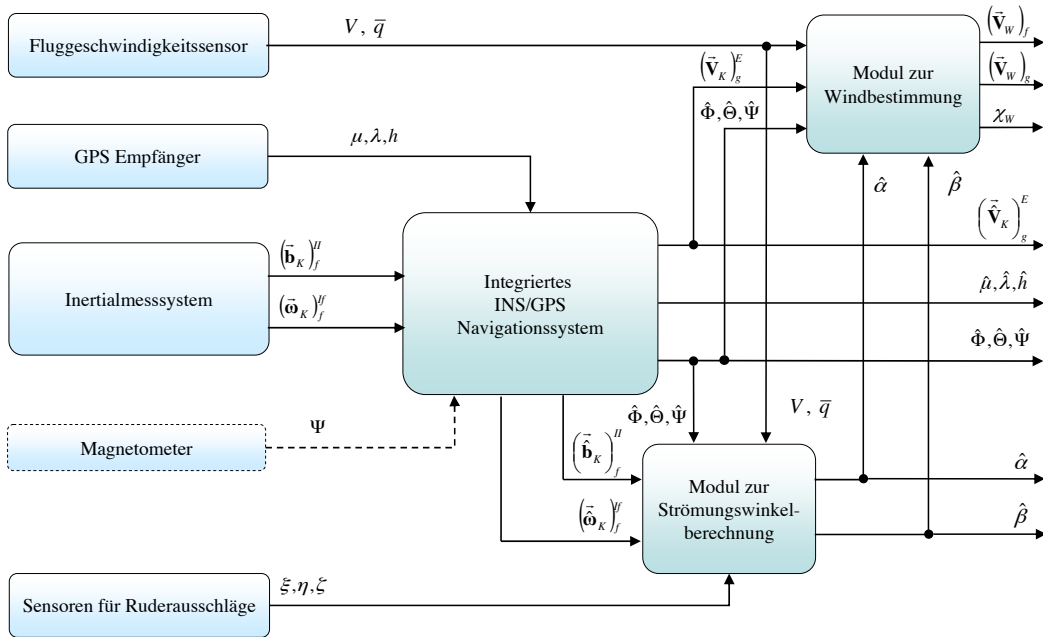 Fluggeschwindigkeitssensor
V, q̅
(V⃗_K)_g^E
Φ̂,Θ̂,Ψ̂
Modul zur
Windbestimmung
(V⃗_W)_f
(V⃗_W)_g
χ_W
GPS Empfänger
μ,λ,h
α̂
β̂
Inertialmesssystem
(b⃗_K)_f^II
(ω⃗_K)_f^If
Integriertes
INS/GPS
Navigationssystem
(V̂⃗_K)_g^E
μ̂,λ̂,ĥ
Φ̂,Θ̂,Ψ̂
Magnetometer
Ψ
Φ̂,Θ̂,Ψ̂
V, q̅
(b̂⃗_K)_f^II
(ω̂⃗_K)_f^If
Modul zur
Strömungswinkel-
berechnung
α̂
β̂
Sensoren für Ruderausschläge
ξ,η,ζ